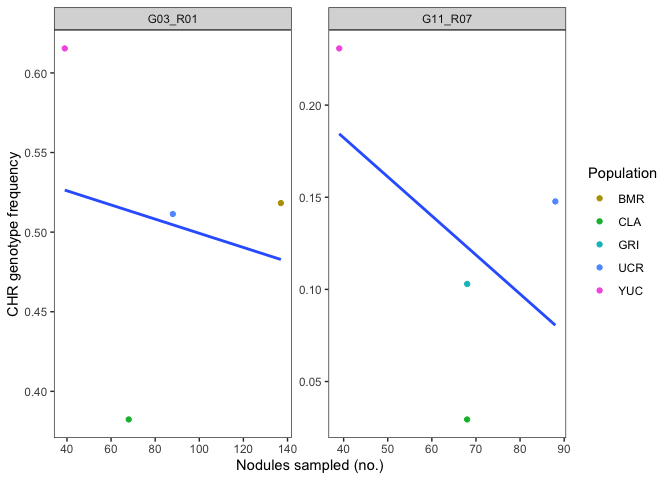 G03_R01
G11_R07
CHR genotype frequency
0.60
0.55
0.50
0.45
0.40
0.20
0.15
0.10
0.05
40 60 80 100 120 140
40 50 60 70 80 90
Nodules sampled (no.)
Population
BMR
CLA
GRI
UCR
YUC